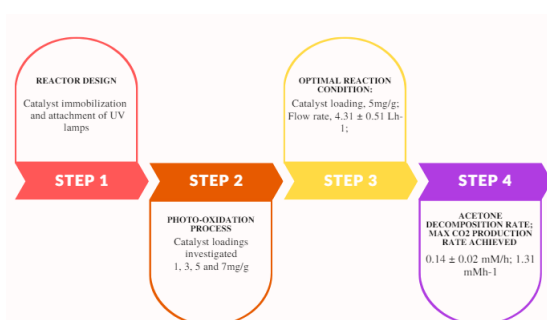 REACTOR DESIGN
Catalyst immobilization
and attachment of UV
lamps
STEP 1
STEP 2
PHOTO-OXIDATION
PROCESS
Catalyst loadings
investigated
1, 3, 5 and 7mg/g
OPTIMAL REACTION
CONDITION:
Catalyst loading, 5mg/g;
Flow rate, 4.31 ± 0.51 Lh-
1;
STEP 3
STEP 4
ACETONE
DECOMPOSITION RATE;
MAX CO2 PRODUCTION
RATE ACHIEVED
0.14 ± 0.02 mM/h; 1.31
mMh-1